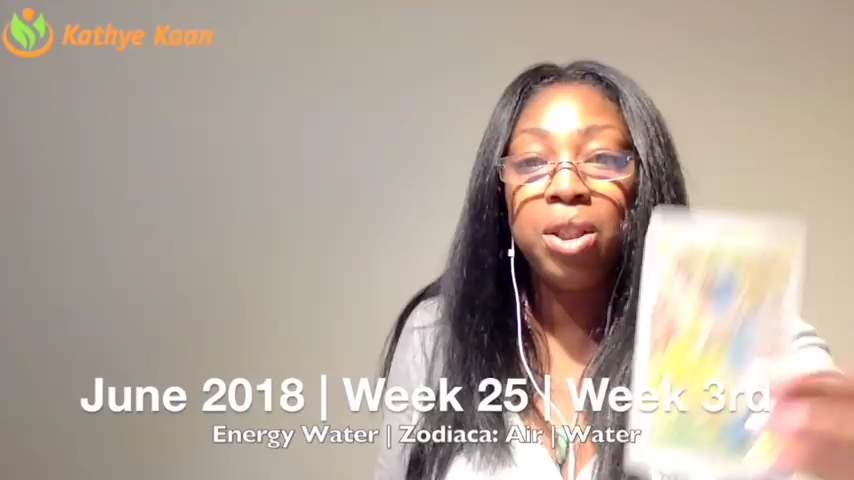 Kathye Kaan
June 2018 | Week 25 | Week 3rd
Energy Water | Zodiaca: Air | Water